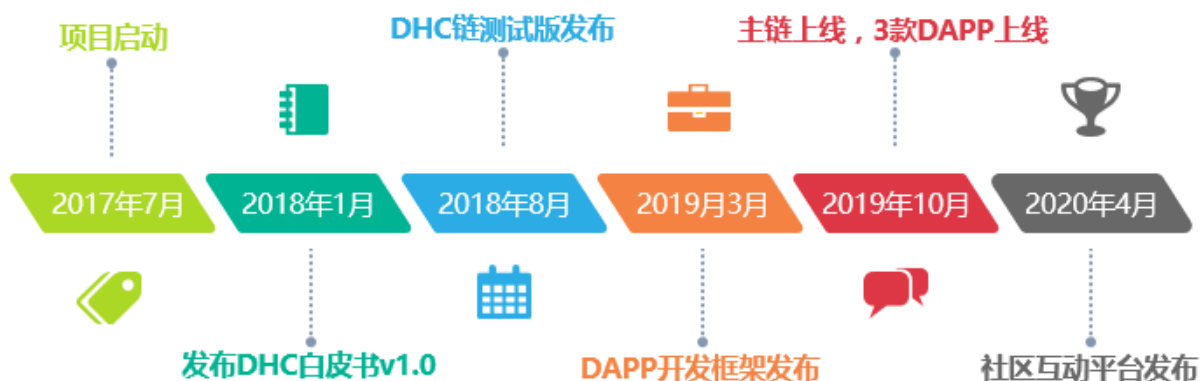 项目启动
DHC链测试版发布
主链上线，3款DAPP上线
2017年7月
2018年1月
2018年8月
2019月3月
2019年10月
2020年4月
发布DHC白皮书v1.0
DAPP开发框架发布
社区互动平台发布